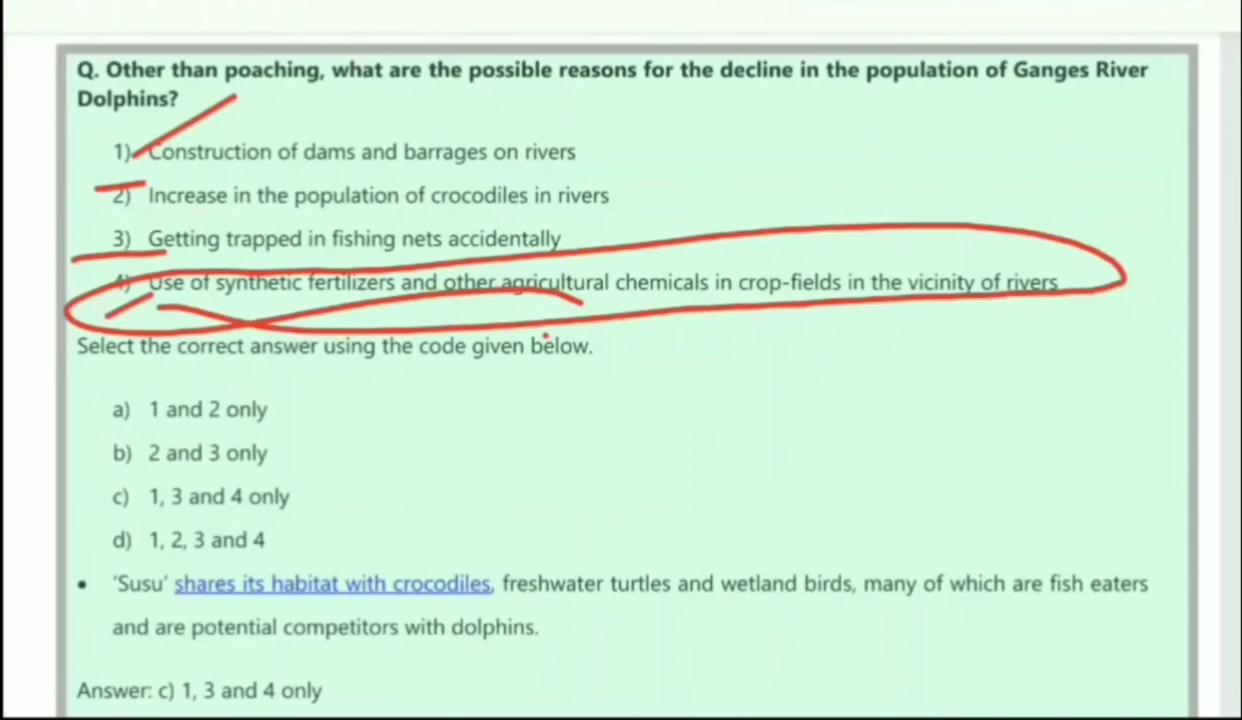 Q. Other than poaching, what are the possible reasons for the decline in the population of Ganges River
Dolphins?
1) Construction of dams and barrages on rivers
2) Increase in the population of crocodiles in rivers
3) Getting trapped in fishing nets accidentally
4) Use of synthetic fertilizers and other agricultural chemicals in crop-fields in the vicinity of rivers
Select the correct answer using the code given below.
a) 1 and 2 only
b) 2 and 3 only
c) 1, 3 and 4 only
d) 1, 2, 3 and 4
• 'Susu' shares its habitat with crocodiles, freshwater turtles and wetland birds, many of which are fish eaters
and are potential competitors with dolphins.
Answer: c) 1, 3 and 4 only